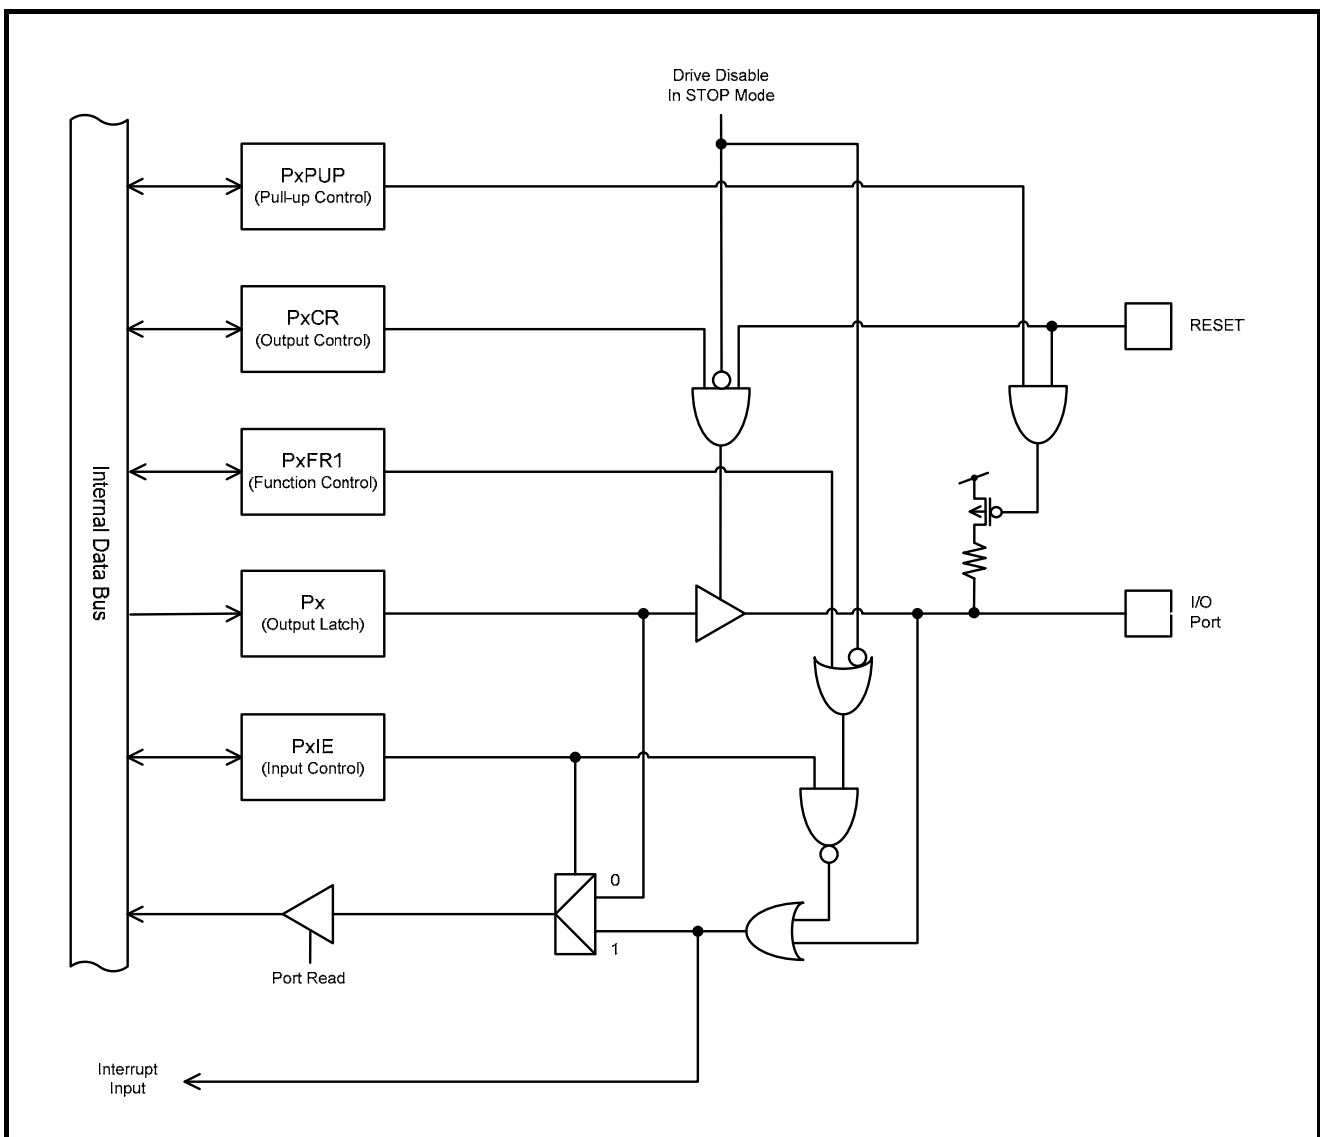 Drive Disable
In STOP Mode
PxPUP
(Pull-up Control)
PxCR
(Output Control)
RESET
PxFR1
(Function Control)
Internal Data Bus
Px
(Output Latch)
I/O
Port
PxIE
(Input Control)
0
1
Port Read
Interrupt
Input